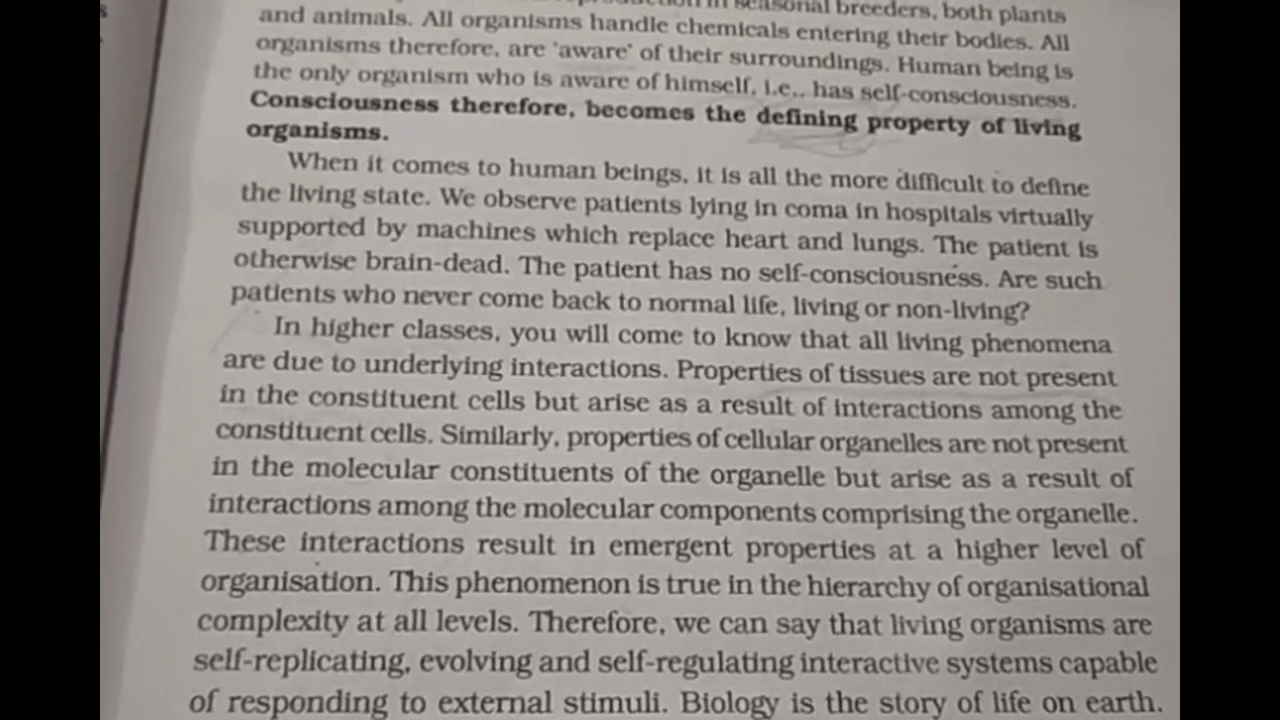 in seasonal breeders, both plants
and animals. All organisms handle chemicals entering their bodies. All
organisms therefore, are 'aware' of their surroundings. Human being is
the only organism who is aware of himself, i.e., has self-consciousness.
Consciousness therefore, becomes the defining property of living
organisms.
When it comes to human beings, it is all the more difficult to define
the living state. We observe patients lying in coma in hospitals virtually
supported by machines which replace heart and lungs. The patient is
otherwise brain-dead. The patient has no self-consciousness. Are such
patients who never come back to normal life, living or non-living?
In higher classes, you will come to know that all living phenomena
are due to underlying interactions. Properties of tissues are not present
in the constituent cells but arise as a result of interactions among the
constituent cells. Similarly, properties of cellular organelles are not present
in the molecular constituents of the organelle but arise as a result of
interactions among the molecular components comprising the organelle.
These interactions result in emergent properties at a higher level of
organisation. This phenomenon is true in the hierarchy of organisational
complexity at all levels. Therefore, we can say that living organisms are
self-replicating, evolving and self-regulating interactive systems capable
of responding to external stimuli. Biology is the story of life on earth.